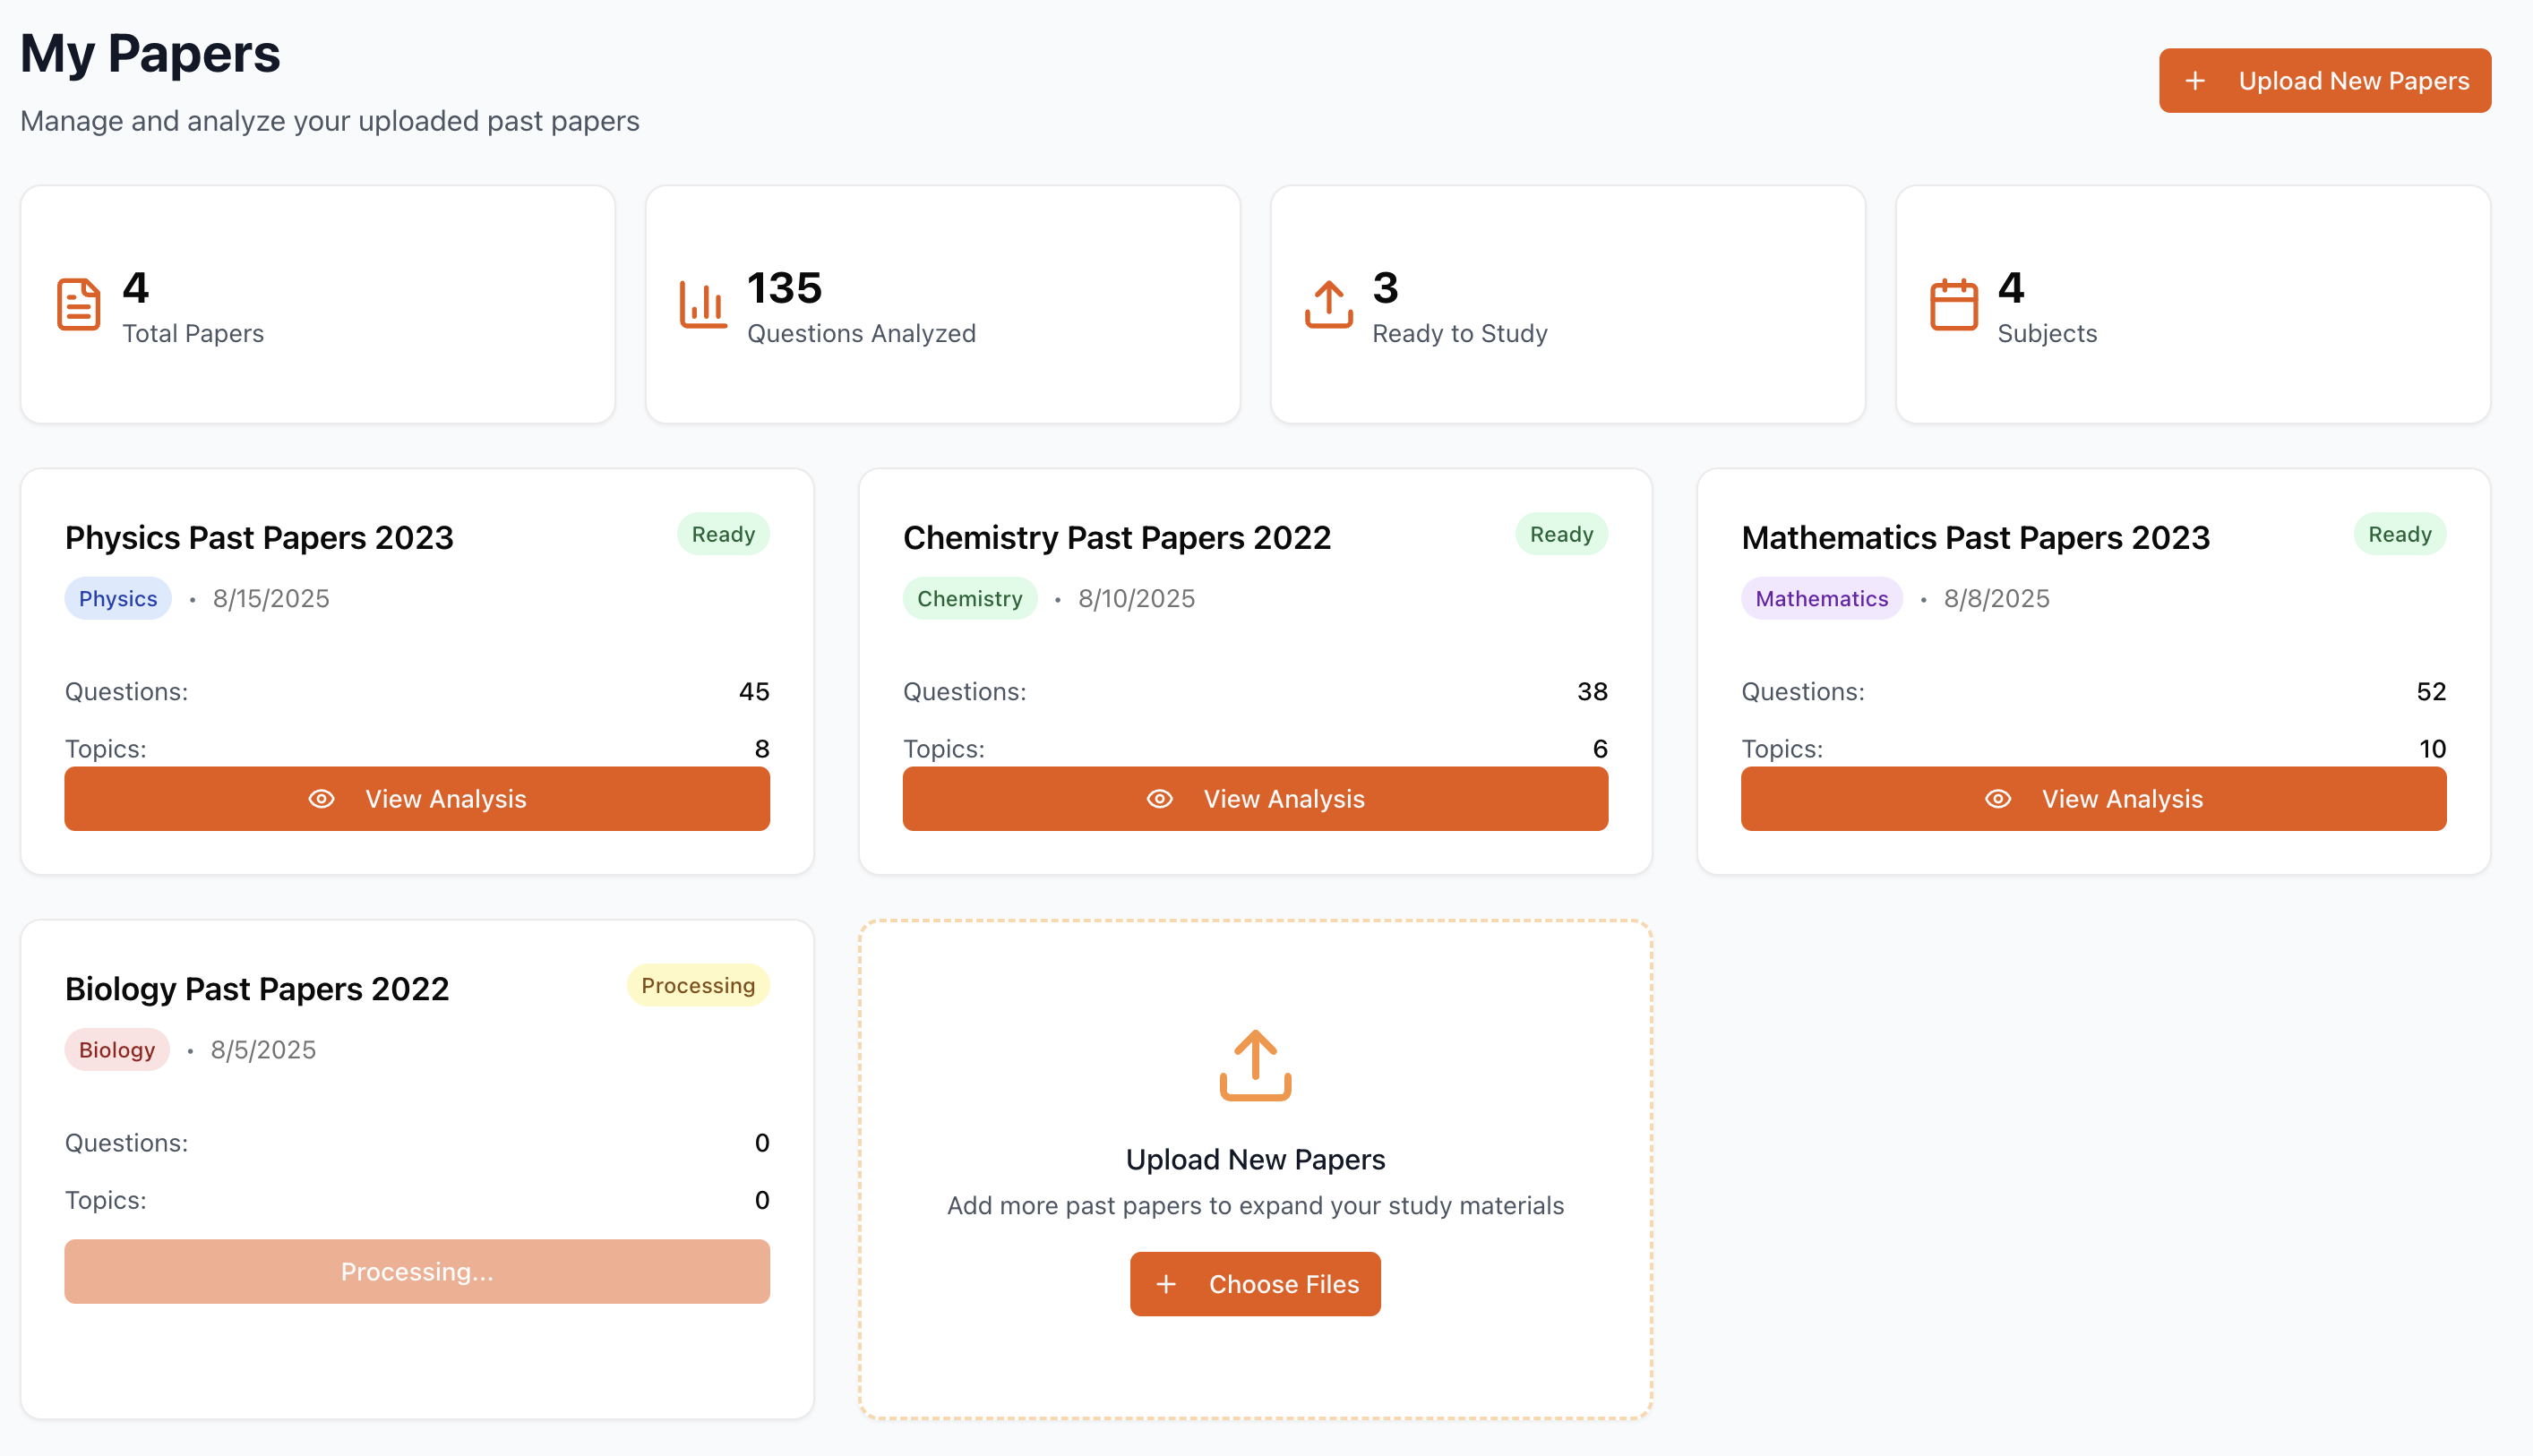 My Papers
Manage and analyze your uploaded past papers
Upload New Papers
4
Total Papers
135
Questions Analyzed
3
Ready to Study
4
Subjects
Physics Past Papers 2023 Ready
Physics • 8/15/2025
Questions: 45
Topics: 8
View Analysis
Chemistry Past Papers 2022 Ready
Chemistry • 8/10/2025
Questions: 38
Topics: 6
View Analysis
Mathematics Past Papers 2023 Ready
Mathematics • 8/8/2025
Questions: 52
Topics: 10
View Analysis
Biology Past Papers 2022 Processing
Biology • 8/5/2025
Questions: 0
Topics: 0
Processing...
Upload New Papers
Add more past papers to expand your study materials
Choose Files